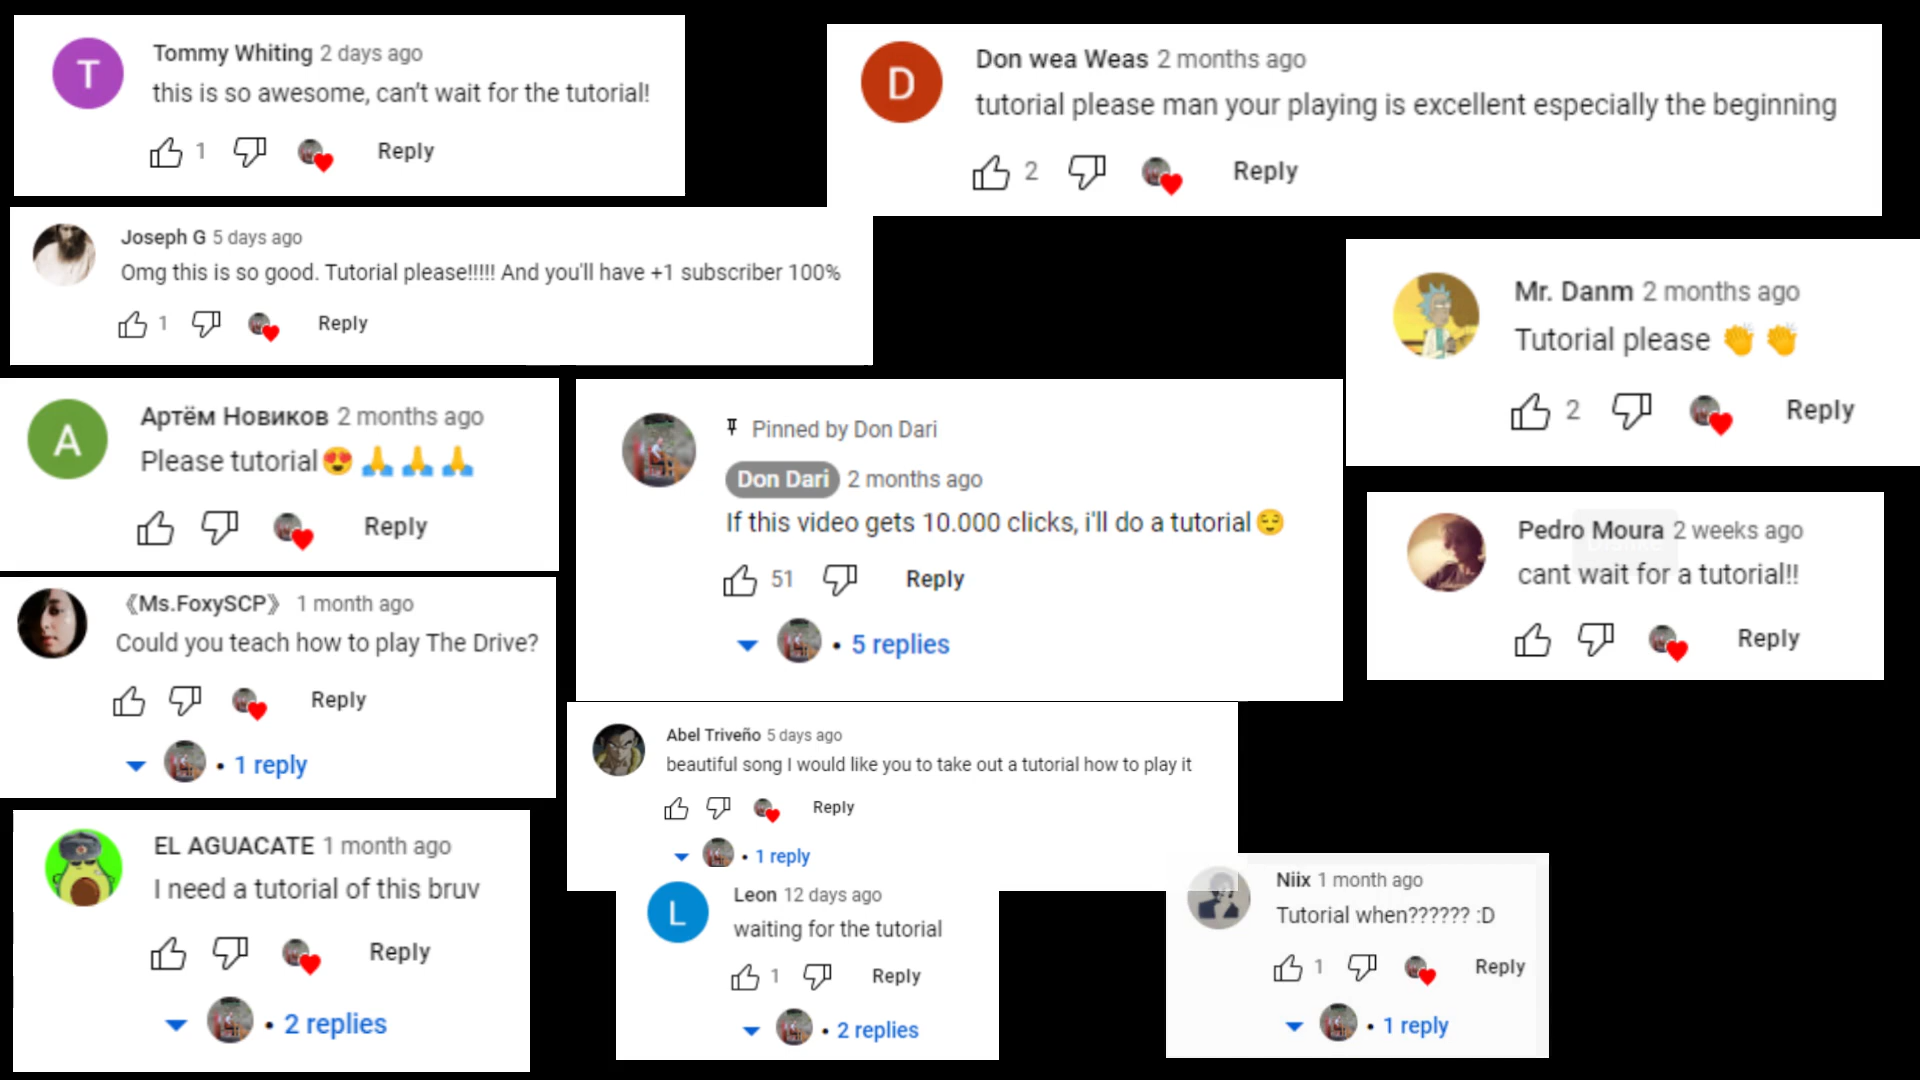 T
Tommy Whiting 2 days ago
this is so awesome, can't wait for the tutorial!
1 Reply
D
Don wea Weas 2 months ago
tutorial please man your playing is excellent especially the beginning
2 Reply
Joseph G 5 days ago
Omg this is so good. Tutorial please!!!!! And you'll have +1 subscriber 100%
1 Reply
Mr. Danm 2 months ago
Tutorial please 👏 👏
2 Reply
A
Артём Новиков 2 months ago
Please tutorial😍🙏🙏🙏
Reply
Pinned by Don Dari
Don Dari 2 months ago
If this video gets 10.000 clicks, i'll do a tutorial😌
51 Reply
• 5 replies
Pedro Moura 2 weeks ago
cant wait for a tutorial!!
Reply
《Ms.FoxySCP》 1 month ago
Could you teach how to play The Drive?
Reply
• 1 reply
Abel Triveño 5 days ago
beautiful song I would like you to take out a tutorial how to play it
Reply
• 1 reply
EL AGUACATE 1 month ago
I need a tutorial of this bruv
Reply
• 2 replies
L
Leon 12 days ago
waiting for the tutorial
1 Reply
• 2 replies
Niix 1 month ago
Tutorial when?????? :D
1 Reply
• 1 reply